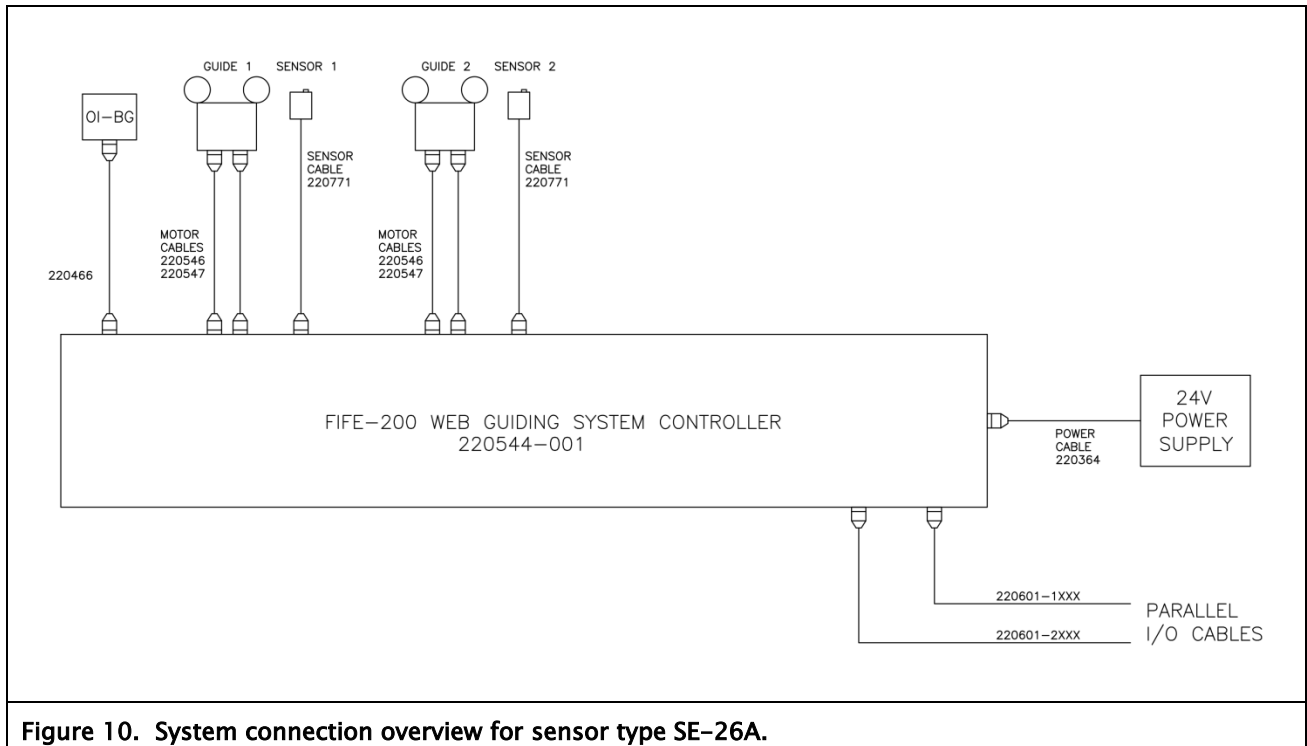 GUIDE 1
SENSOR 1
GUIDE 2
SENSOR 2
OI-BG
SENSOR
CABLE
220771
SENSOR
CABLE
220771
MOTOR
CABLES
220546
220547
MOTOR
CABLES
220546
220547
220466
FIFE-200 WEB GUIDING SYSTEM CONTROLLER
220544-001
24V
POWER
SUPPLY
POWER
CABLE
220364
220601-1XXX
220601-2XXX
PARALLEL
I/O CABLES
Figure 10. System connection overview for sensor type SE-26A.